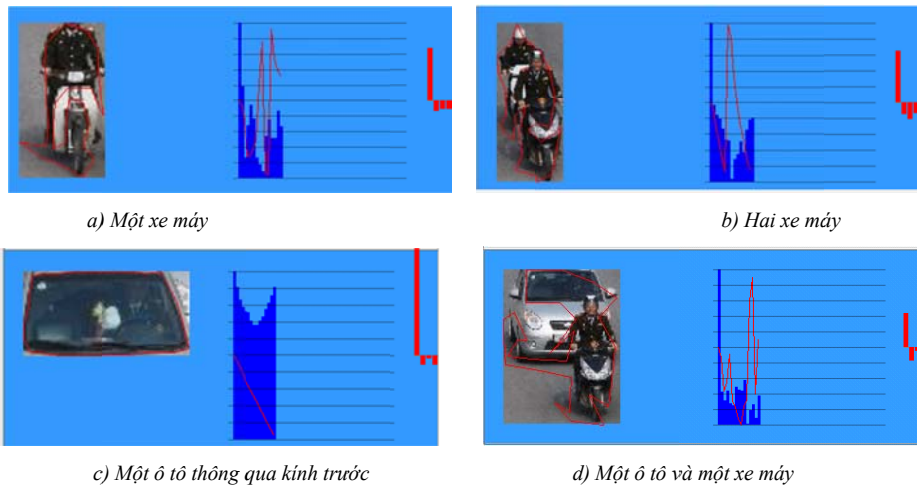 a) Một xe máy
b) Hai xe máy
c) Một ô tô thông qua kính trước
d) Một ô tô và một xe máy